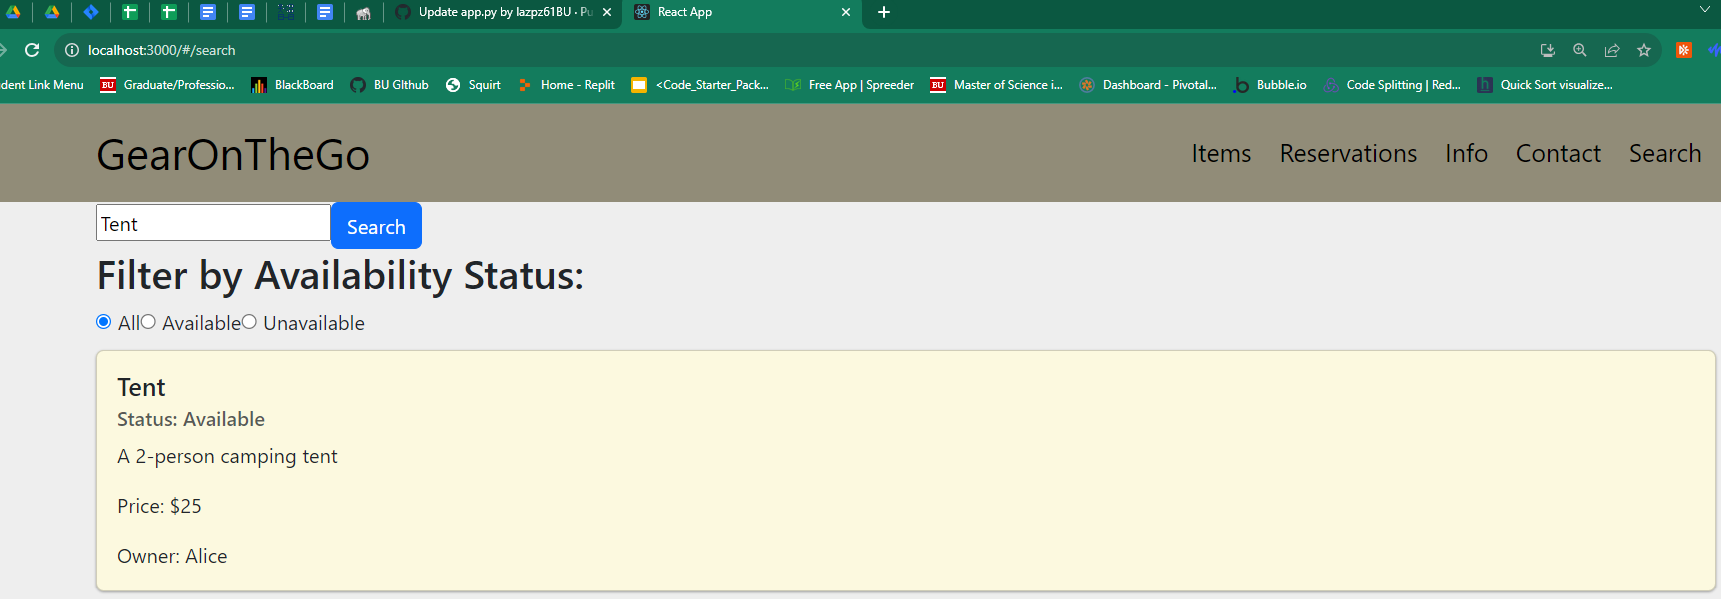 Update app.py by lazpz61BU · Pu
React App
localhost:3000/#/search
dent Link Menu
BU Graduate/Professio...
BlackBoard
BU GIthub
Squirt
Home - Replit
<Code_Starter_Pack...
Free App | Spreeder
BU Master of Science i...
Dashboard - Pivotal...
Bubble.io
Code Splitting | Red...
h Quick Sort visualize...
GearOnTheGo
Items Reservations Info Contact Search
Tent Search
Filter by Availability Status:
All Available Unavailable
Tent
Status: Available
A 2-person camping tent
Price: $25
Owner: Alice